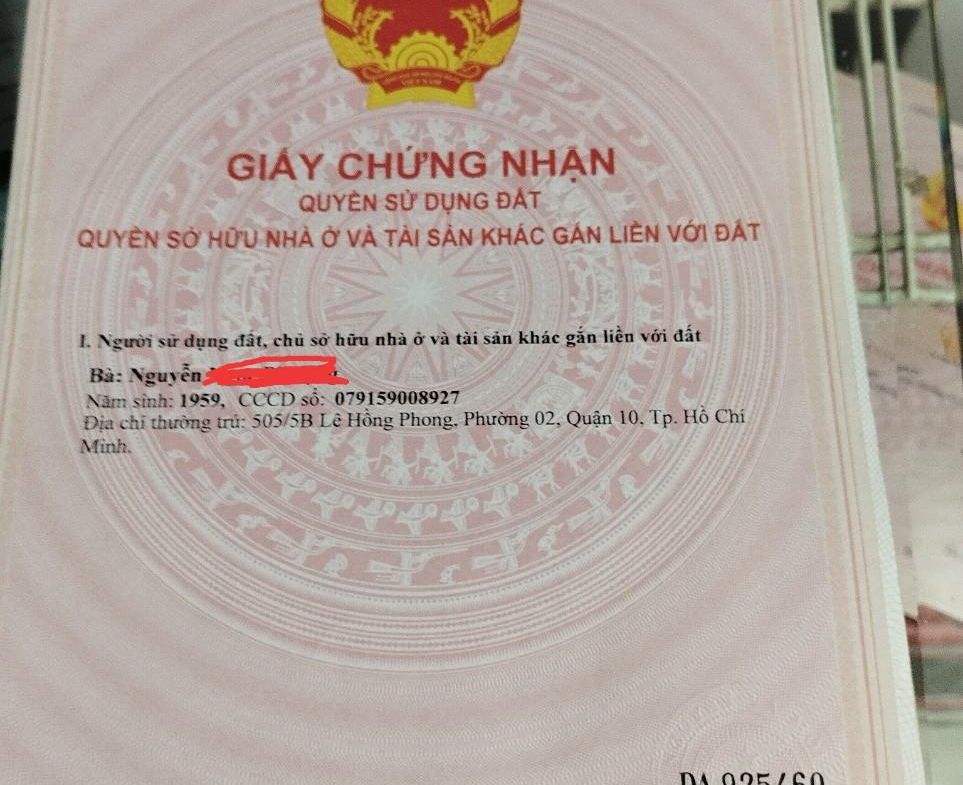 GIẤY CHỨNG NHẬN
QUYỀN SỬ DỤNG ĐẤT
QUYỀN SỞ HỮU NHÀ Ở VÀ TÀI SẢN KHÁC GẮN LIỀN VỚI ĐẤT
I. Người sử dụng đất, chủ sở hữu nhà ở và tài sản khác gắn liền với đất
Bà: Nguyễn
Năm sinh: 1959, CCCD số: 079159008927
Địa chỉ thường trú: 505/5B Lê Hồng Phong, Phường 02, Quận 10, Tp. Hồ Chí
Minh.